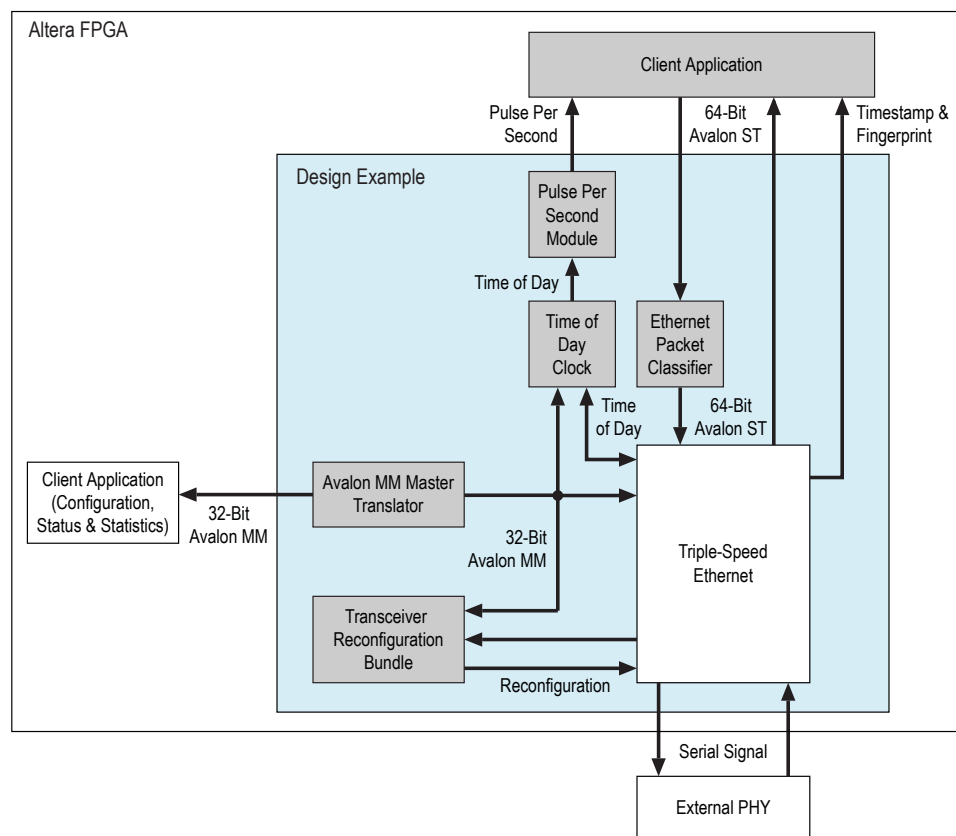 Altera FPGA
Client Application
Pulse Per
Second
64-Bit
Avalon ST
Timestamp &
Fingerprint
Design Example
Pulse Per
Second
Module
Time of Day
Time of
Day
Clock
Ethernet
Packet
Classifier
Time
of Day
64-Bit
Avalon ST
Client Application
(Configuration,
Status & Statistics)
32-Bit
Avalon MM
Avalon MM Master
Translator
32-Bit
Avalon MM
Triple-Speed
Ethernet
Transceiver
Reconfiguration
Bundle
Reconfiguration
Serial Signal
External PHY